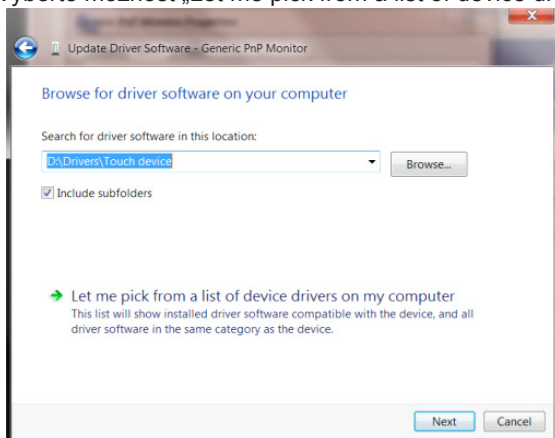 vyberte možnost „Let me pick from a list of device dr
Update Driver Software - Generic PnP Monitor
Browse for driver software on your computer
Search for driver software in this location:
D:\Drivers\Touch device
Browse...
Include subfolders
Let me pick from a list of device drivers on my computer
This list will show installed driver software compatible with the device, and all
driver software in the same category as the device.
Next Cancel